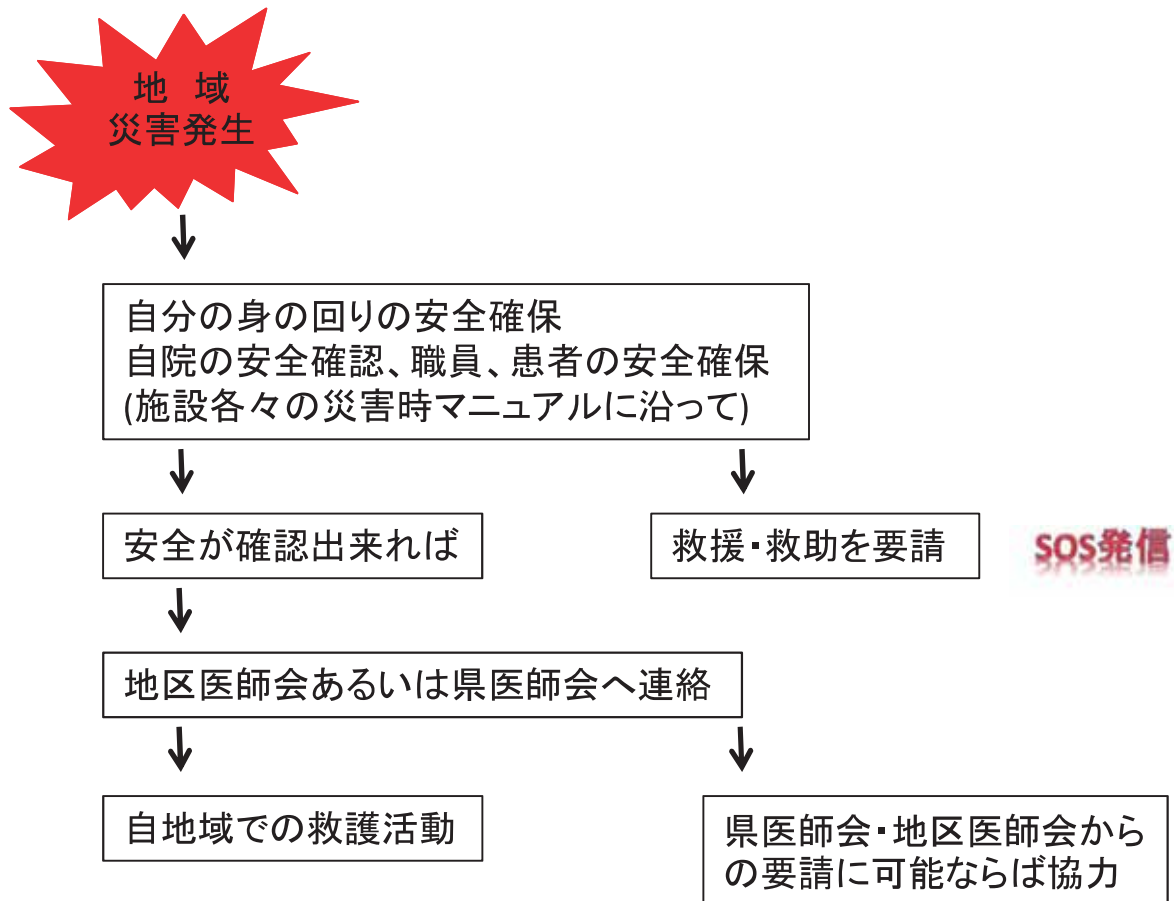 地 域
災害発生
自分の身の回りの安全確保
自院の安全確認、職員、患者の安全確保
(施設各々の災害時マニュアルに沿って)
安全が確認出来れば
救援・救助を要請
SOS発信
地区医師会あるいは県医師会へ連絡
自地域での救護活動
県医師会・地区医師会から
の要請に可能ならば協力